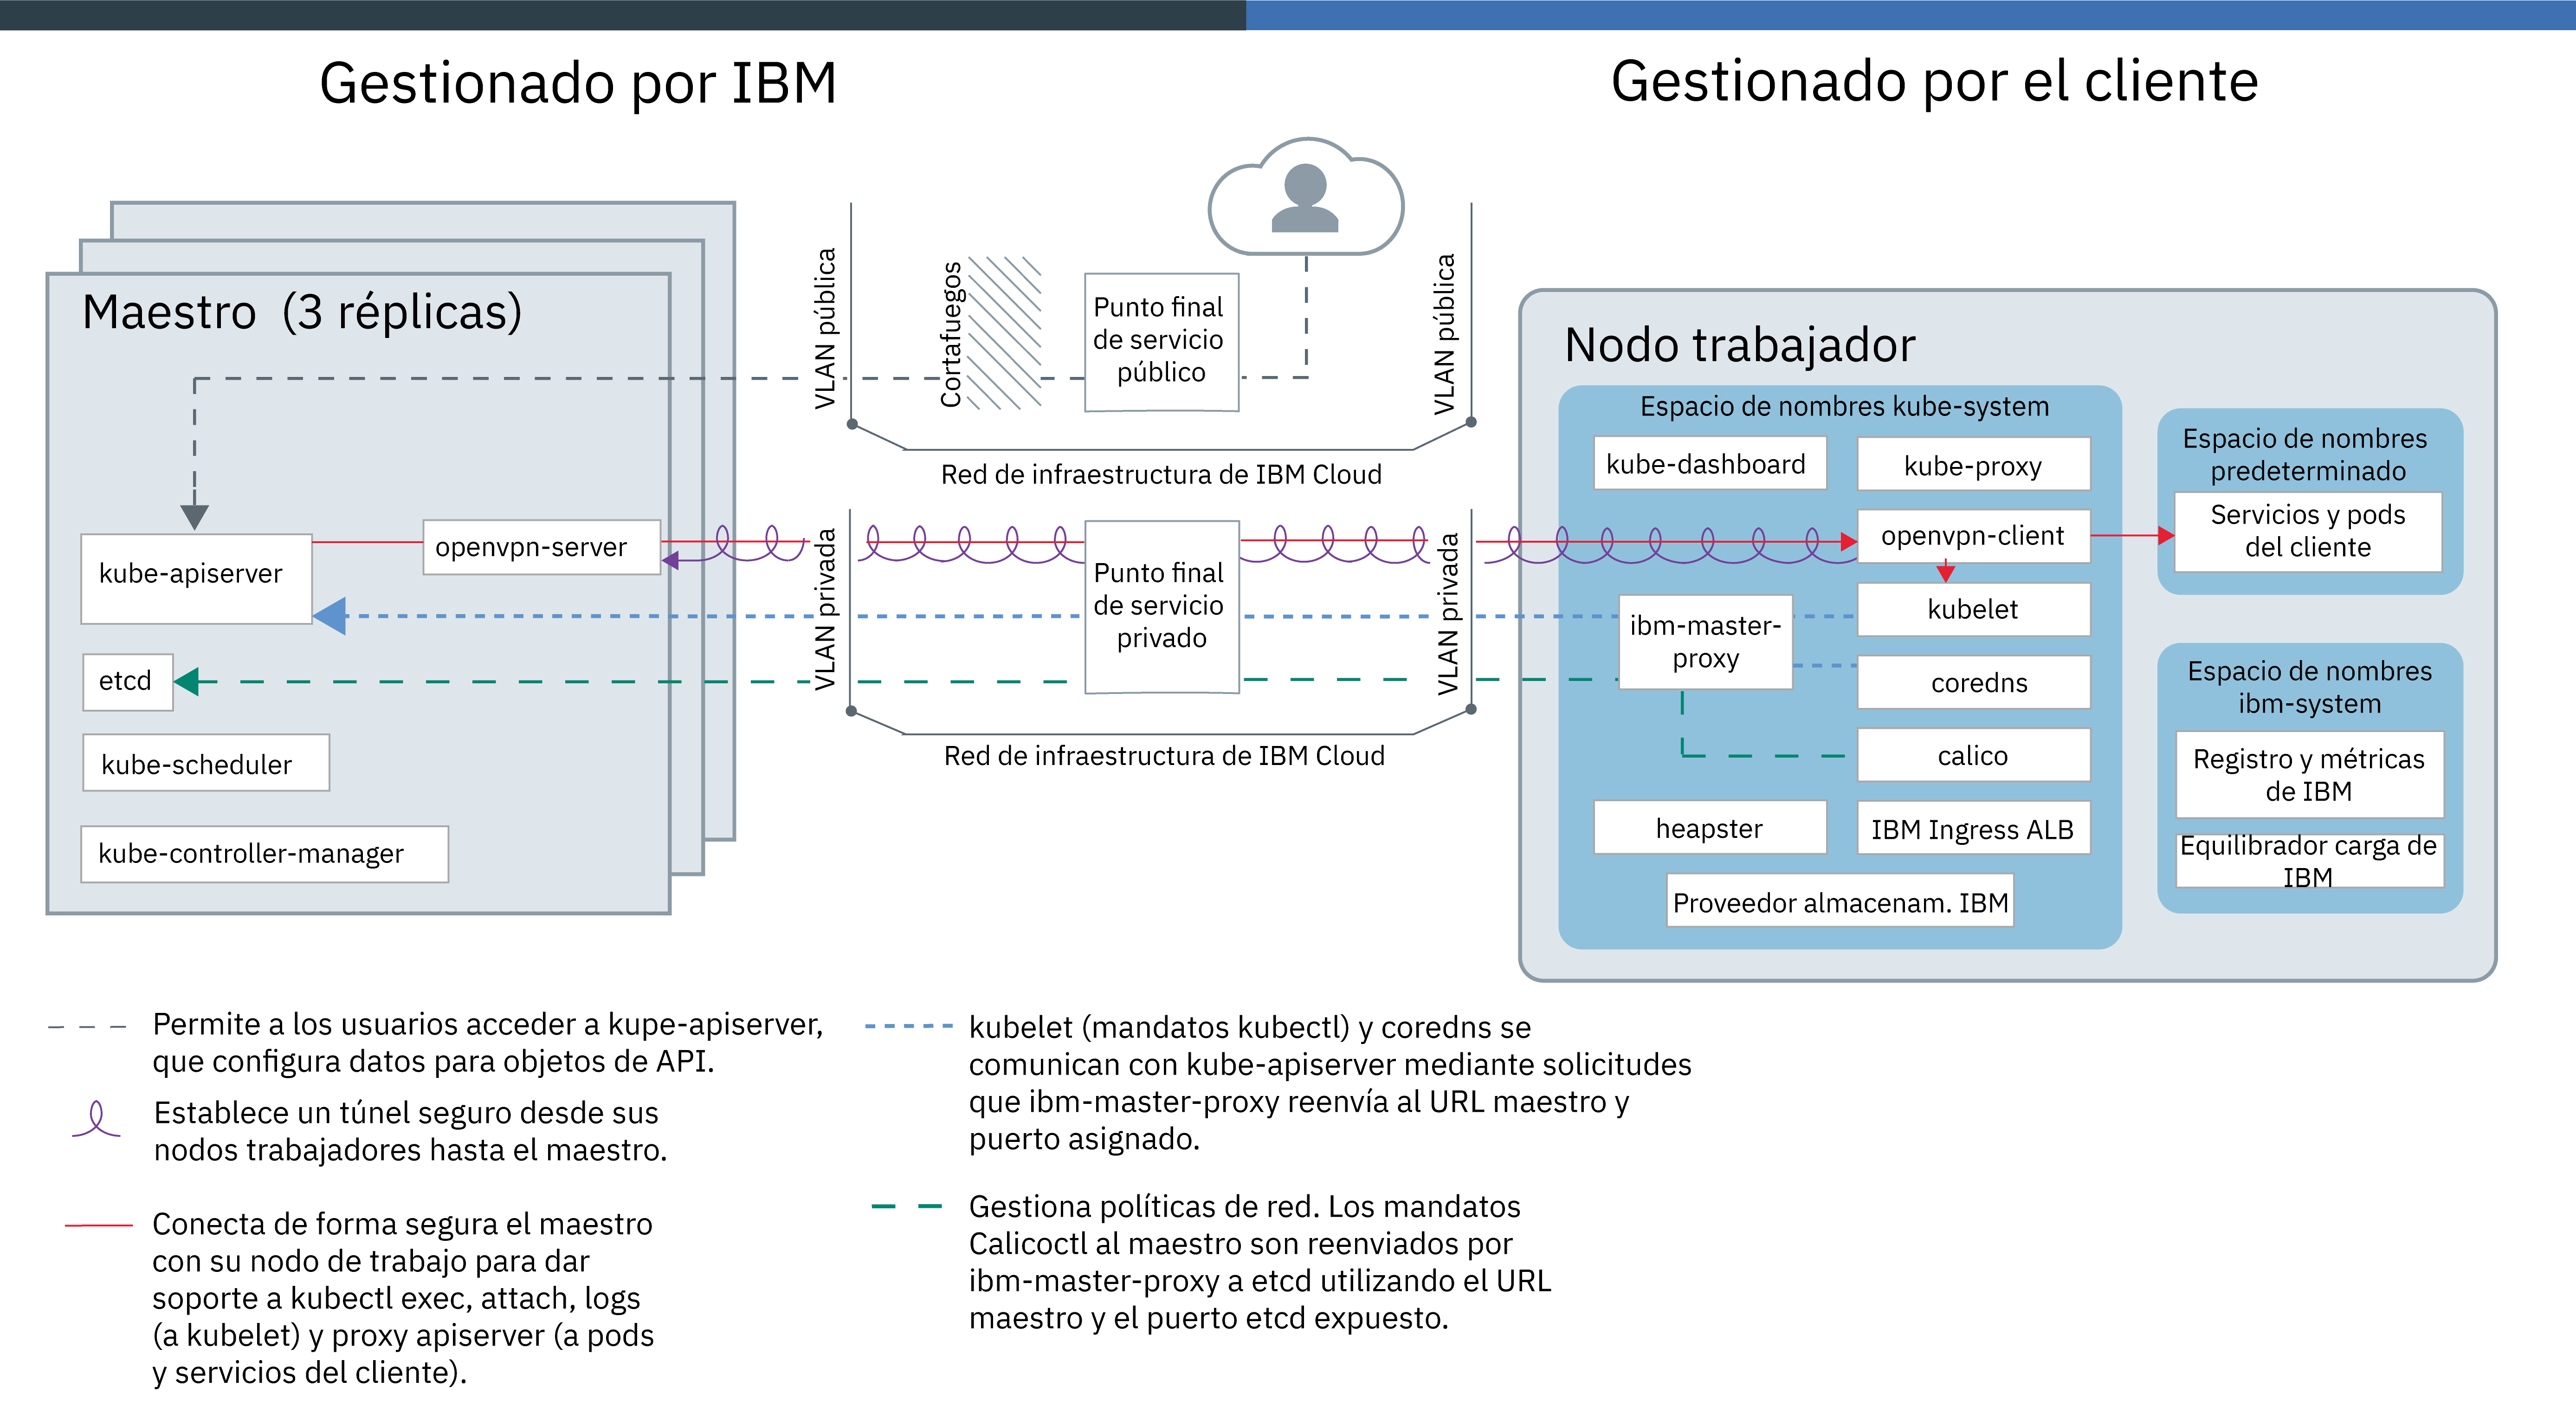 Gestionado por IBM
Gestionado por el cliente
Maestro (3 réplicas)
kube-apiserver
openvpn-server
etcd
kube-scheduler
kube-controller-manager
VLAN pública
Cortafuegos
Punto final
de servicio
público
VLAN pública
Red de infraestructura de IBM Cloud
VLAN privada
Punto final
de servicio
privado
VLAN privada
Red de infraestructura de IBM Cloud
Nodo trabajador
Espacio de nombres kube-system
kube-dashboard
kube-proxy
openvpn-client
kubelet
ibm-master-
proxy
coredns
calico
heapster
IBM Ingress ALB
Proveedor almacenam. IBM
Espacio de nombres
predeterminado
Servicios y pods
del cliente
Espacio de nombres
ibm-system
Registro y métricas
de IBM
Equilibrador carga de
IBM
Permite a los usuarios acceder a kupe-apiserver,
que configura datos para objetos de API.
Establece un túnel seguro desde sus
nodos trabajadores hasta el maestro.
Conecta de forma segura el maestro
con su nodo de trabajo para dar
soporte a kubectl exec, attach, logs
(a kubelet) y proxy apiserver (a pods
y servicios del cliente).
kubelet (mandatos kubectl) y coredns se
comunican con kube-apiserver mediante solicitudes
que ibm-master-proxy reenvía al URL maestro y
puerto asignado.
Gestiona políticas de red. Los mandatos
Calicoctl al maestro son reenviados por
ibm-master-proxy a etcd utilizando el URL
maestro y el puerto etcd expuesto.